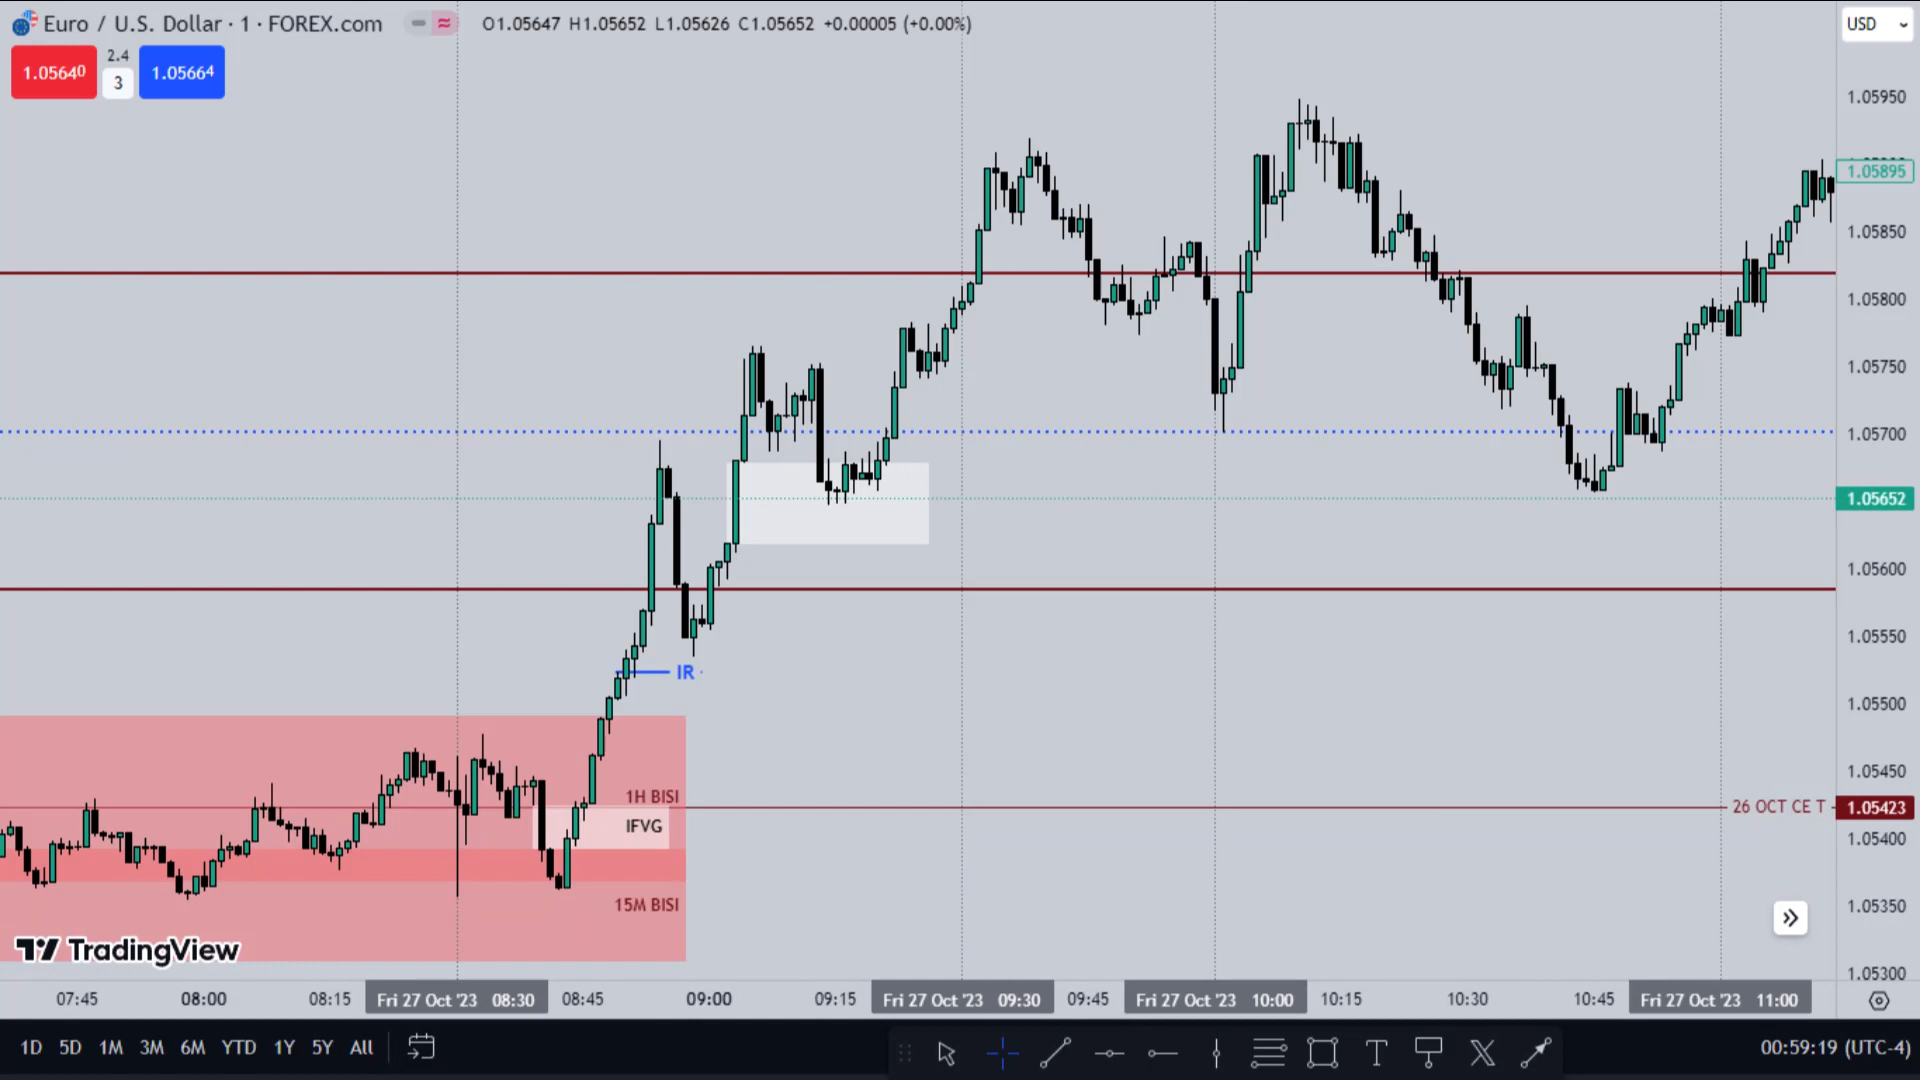 Euro / U.S. Dollar · 1 · FOREX.com
O1.05647 H1.05652 L1.05626 C1.05652 +0.00005 (+0.00%)
USD
1.05640
2.4
3
1.05664
1.05950
1.05895
1.05850
1.05800
1.05750
1.05700
1.05652
1.05600
1.05550
IR
1.05500
1.05450
1H BISI
26 OCT CE T
1.05423
IFVG
1.05400
15M BISI
1.05350
TradingView
1.05300
07:45 08:00 08:15 Fri 27 Oct '23 08:30 08:45 09:00 09:15 Fri 27 Oct '23 09:30 09:45 Fri 27 Oct '23 10:00 10:15 10:30 10:45 Fri 27 Oct '23 11:00
1D 5D 1M 3M 6M YTD 1Y 5Y All
00:59:19 (UTC-4)